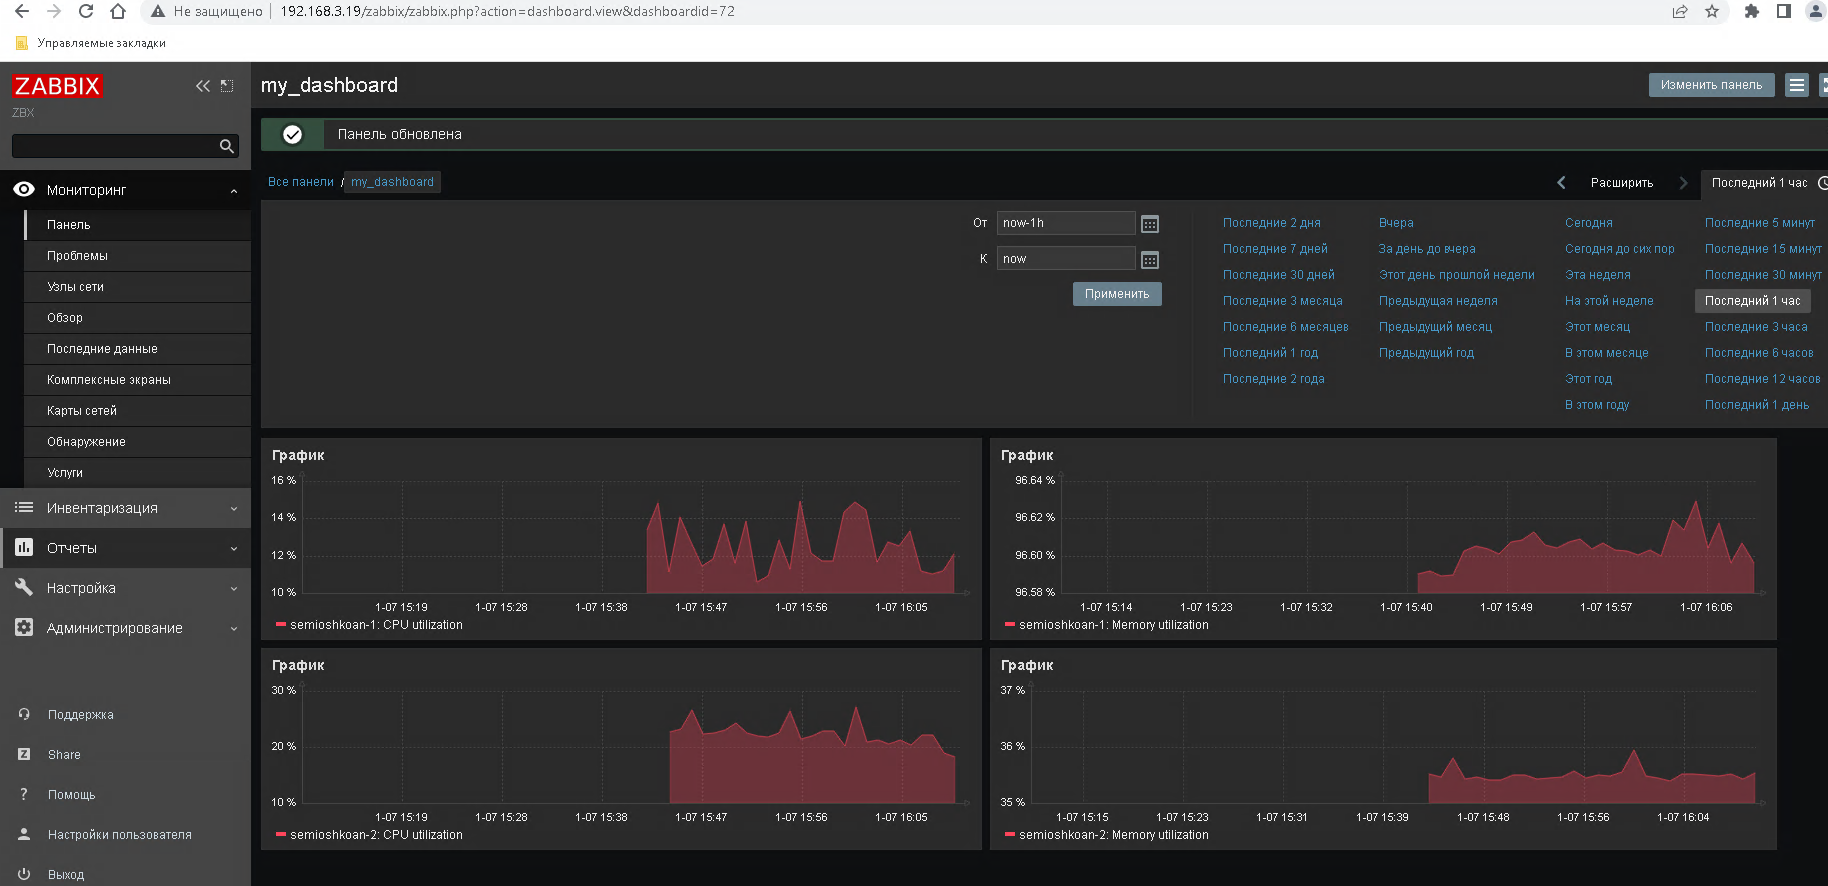 Не защищено | 192.168.3.19/zabbix/zabbix.php?action=dashboard.view&dashboardid=72
Управляемые закладки
ZABBIX
ZBX
Мониторинг
Панель
Проблемы
Узлы сети
Обзор
Последние данные
Комплексные экраны
Карты сетей
Обнаружение
Услуги
Инвентаризация
Отчеты
Настройка
Администрирование
Поддержка
Share
Помощь
Настройки пользователя
Выход
my_dashboard
Изменить панель
Панель обновлена
Все панели / my_dashboard
Расширить
Последний 1 час
От now-1h
К now
Применить
Последние 2 дня
Последние 7 дней
Последние 30 дней
Последние 3 месяца
Последние 6 месяцев
Последний 1 год
Последние 2 года
Вчера
За день до вчера
Этот день прошлой недели
Предыдущая неделя
Предыдущий месяц
Предыдущий год
Сегодня
Сегодня до сих пор
Эта неделя
На этой неделе
Этот месяц
В этом месяце
Этот год
В этом году
Последние 5 минут
Последние 15 минут
Последние 30 минут
Последний 1 час
Последние 3 часа
Последние 6 часов
Последние 12 часов
Последний 1 день
График
16 %
14 %
12 %
10 %
1-07 15:19 1-07 15:28 1-07 15:38 1-07 15:47 1-07 15:56 1-07 16:05
semioshkoan-1: CPU utilization
График
96.64 %
96.62 %
96.60 %
96.58 %
1-07 15:14 1-07 15:23 1-07 15:32 1-07 15:40 1-07 15:49 1-07 15:57 1-07 16:06
semioshkoan-1: Memory utilization
График
30 %
20 %
10 %
1-07 15:19 1-07 15:28 1-07 15:38 1-07 15:47 1-07 15:56 1-07 16:05
semioshkoan-2: CPU utilization
График
37 %
36 %
35 %
1-07 15:15 1-07 15:23 1-07 15:31 1-07 15:39 1-07 15:48 1-07 15:56 1-07 16:04
semioshkoan-2: Memory utilization